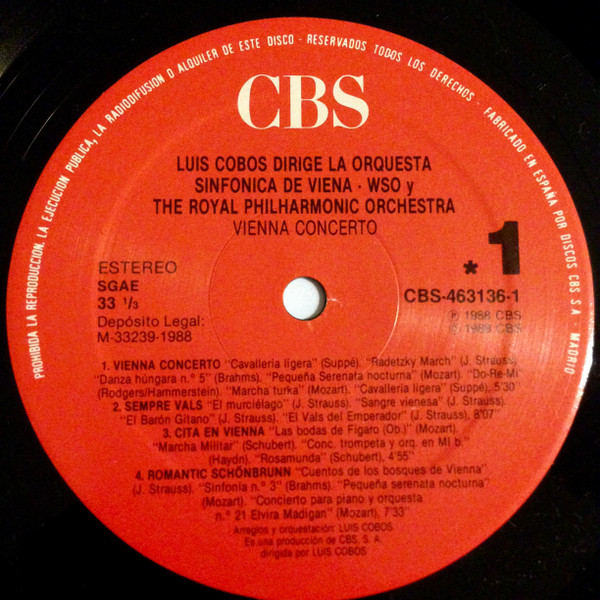 PROHIBIDA LA REPRODUCCION, LA EJECUCION PUBLICA, LA RADIODIFUSION O ALQUILER DE ESTE DISCO - RESERVADOS TODOS LOS DERECHOS - FABRICADO EN ESPAÑA POR DISCOS CBS S.A. - MADRID
CBS
LUIS COBOS DIRIGE LA ORQUESTA
SINFONICA DE VIENA · WSO y
THE ROYAL PHILHARMONIC ORCHESTRA
VIENNA CONCERTO
ESTEREO
SGAE
33 1/3
Depósito Legal:
M-33239-1988
* 1
CBS-463136-1
℗ 1988 CBS
© 1988 CBS
1. VIENNA CONCERTO "Cavalleria ligera" (Suppé). "Radetzky March" (J. Strauss).
"Danza húngara n.º 5" (Brahms). "Pequeña Serenata nocturna" (Mozart). "Do-Re-Mi"
(Rodgers/Hammerstein). "Marcha turka" (Mozart). "Cavalleria ligera" (Suppé), 5'30
2. SEMPRE VALS "El murciélago" (J. Strauss). "Sangre vienesa" (J. Strauss).
"El Barón Gitano" (J. Strauss). "El Vals del Emperador" (J. Strauss), 8'07
3. CITA EN VIENA "Las bodas de Figaro (Ob.)" (Mozart).
"Marcha Militar" (Schubert). "Conc. trompeta y orq. en MI b."
(Haydn). "Rosamunda" (Schubert), 4'55"
4. ROMANTIC SCHÖNBRUNN "Cuentos de los bosques de Viena"
(J. Strauss). "Sinfonía n.º 3" (Brahms). "Pequeña serenata nocturna"
(Mozart). "Concierto para piano y orquesta
n.º 21 Elvira Madigan" (Mozart), 7'33"
Arreglos y orquestación: LUIS COBOS.
Es una producción de CBS, S. A.
dirigida por LUIS COBOS